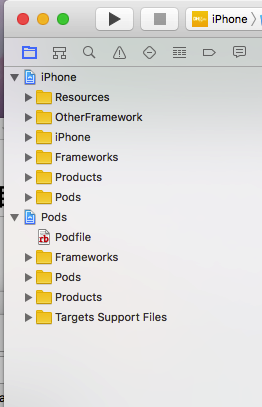 iPhone
iPhone
Resources
OtherFramework
iPhone
Frameworks
Products
Pods
Pods
Podfile
Frameworks
Pods
Products
Targets Support Files